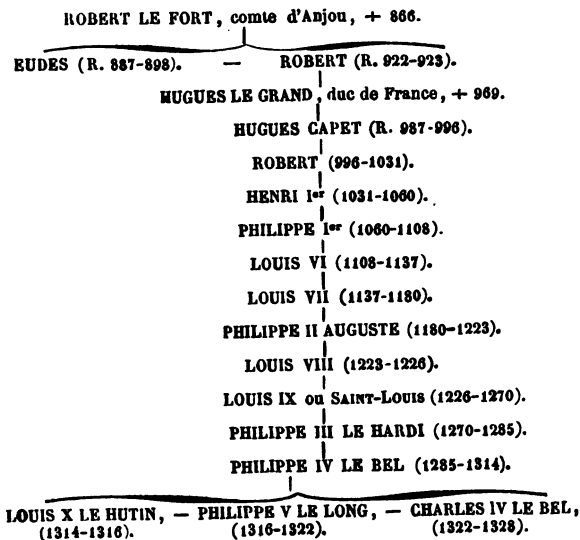 ROBERT LE FORT, comte d'Anjou, + 866.
EUDES (R. 887-898). — ROBERT (R. 922-923).
HUGUES LE GRAND, duc de France, + 969.
HUGUES CAPET (R. 987-996).
ROBERT (996-1031).
HENRI Ier (1031-1060).
PHILIPPE Ier (1060-1108).
LOUIS VI (1108-1137).
LOUIS VII (1137-1180).
PHILIPPE II AUGUSTE (1180-1223).
LOUIS VIII (1223-1226).
LOUIS IX ou SAINT-LOUIS (1226-1270).
PHILIPPE III LE HARDI (1270-1285).
PHILIPPE IV LE BEL (1285-1314).
LOUIS X LE HUTIN, — PHILIPPE V LE LONG, — CHARLES IV LE BEL,
(1314-1316). (1316-1322). (1322-1328).